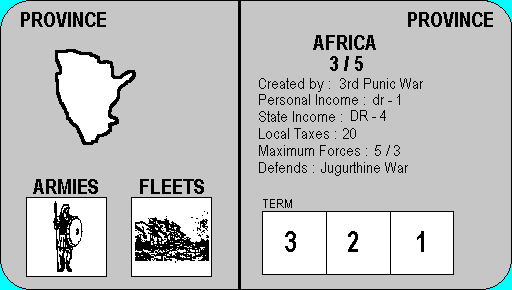 PROVINCE
ARMIES
FLEETS
PROVINCE
AFRICA
3 / 5
Created by : 3rd Punic War
Personal Income : dr - 1
State Income : DR - 4
Local Taxes : 20
Maximum Forces : 5 / 3
Defends : Jugurthine War
TERM
3 2 1